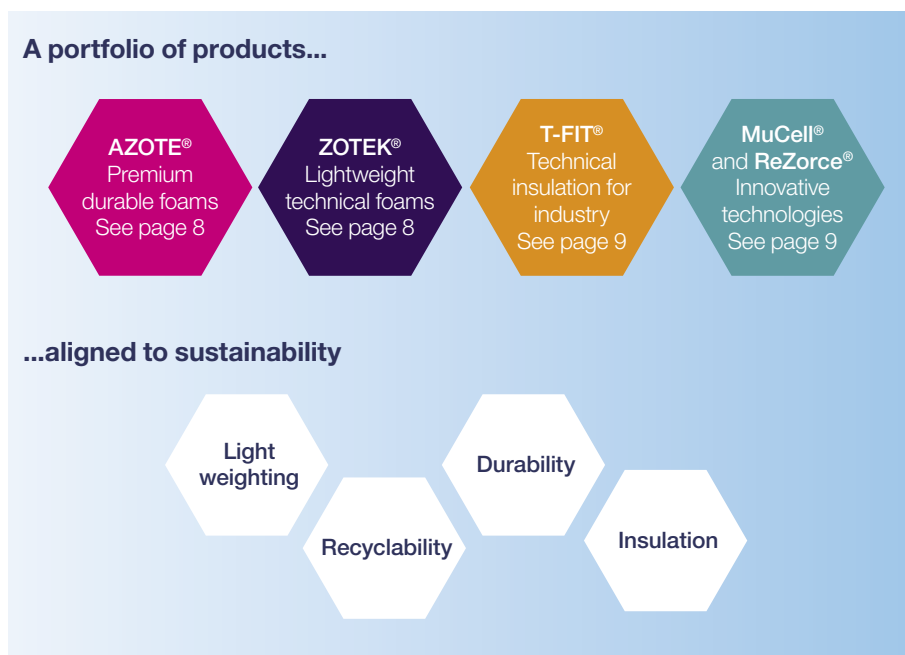 A portfolio of products...
AZOTE®
Premium
durable foams
See page 8
ZOTEK®
Lightweight
technical foams
See page 8
T-FIT®
Technical
insulation for
industry
See page 9
MuCell®
and ReZorce®
Innovative
technologies
See page 9
...aligned to sustainability
Light
weighting
Recyclability
Durability
Insulation